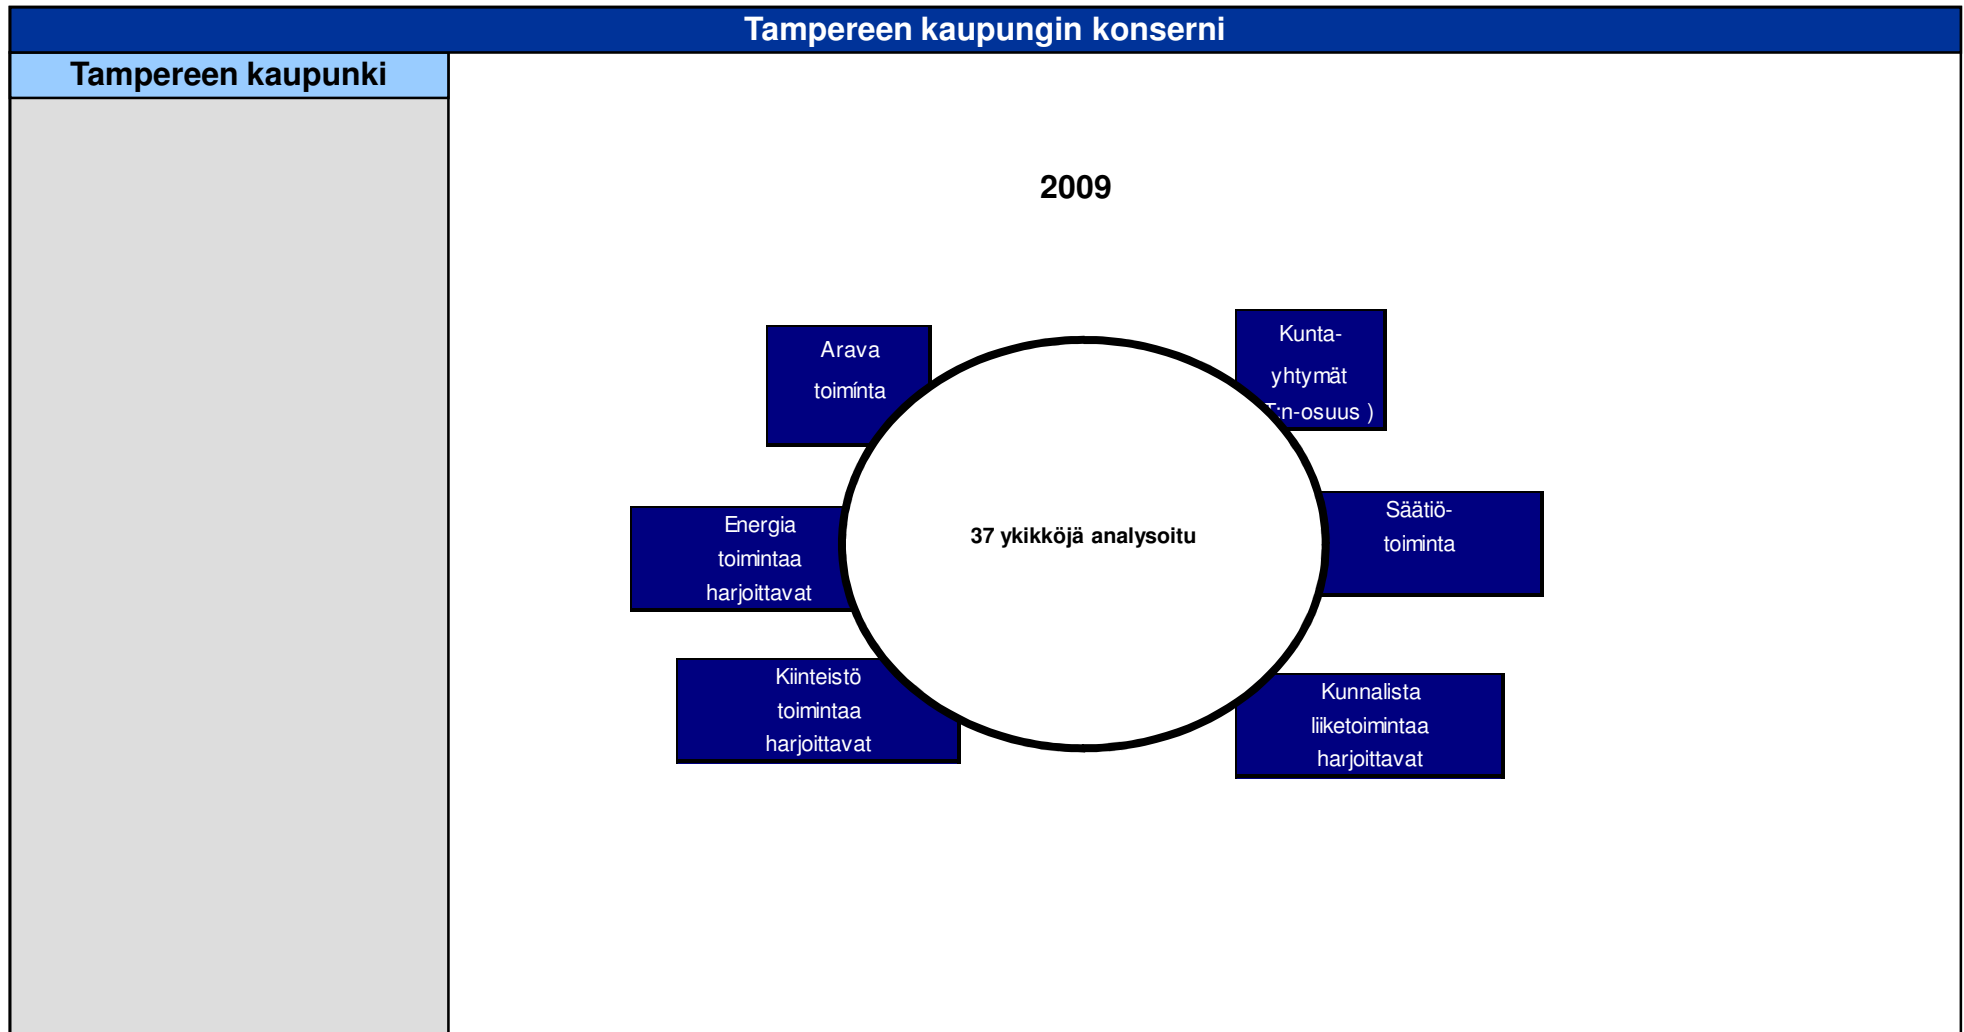 Tampereen kaupungin konserni
Tampereen kaupunki
2009
Arava
toimínta
Kunta-
yhtymät
T:n-osuus )
Energia
toimintaa
harjoittavat
37 ykikköjä analysoitu
Säätiö-
toiminta
Kiinteistö
toimintaa
harjoittavat
Kunnalista
liiketoimintaa
harjoittavat